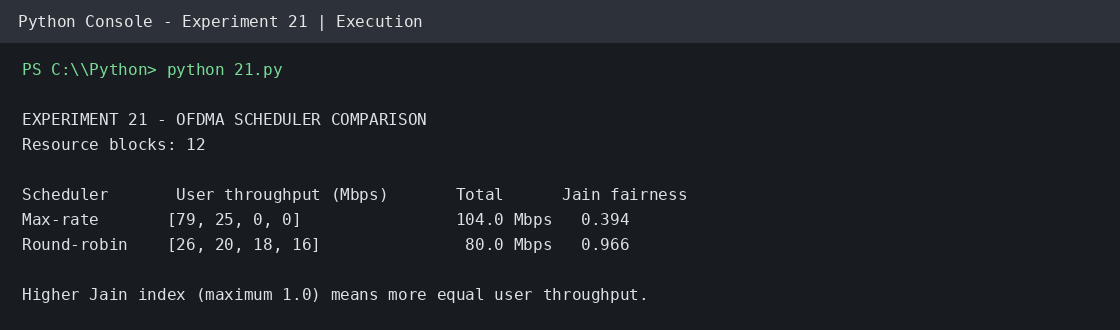 Python Console - Experiment 21 | Execution
PS C:\\Python> python 21.py
EXPERIMENT 21 - OFDMA SCHEDULER COMPARISON
Resource blocks: 12
Scheduler       User throughput (Mbps)       Total      Jain fairness
Max-rate       [79, 25, 0, 0]                104.0 Mbps   0.394
Round-robin    [26, 20, 18, 16]               80.0 Mbps   0.966
Higher Jain index (maximum 1.0) means more equal user throughput.